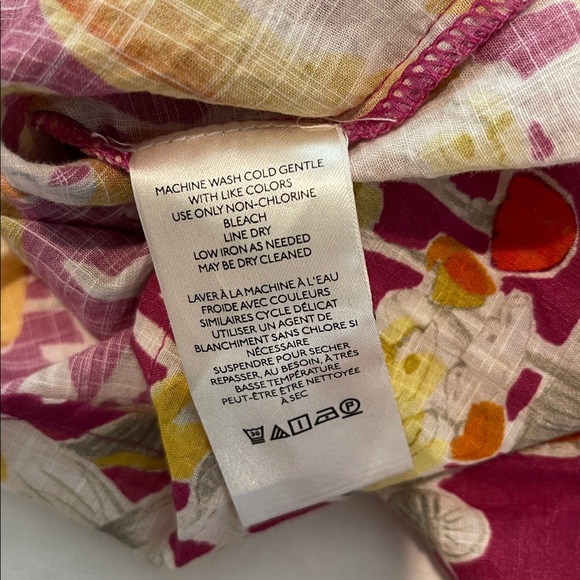 MACHINE WASH COLD GENTLE
WITH LIKE COLORS
USE ONLY NON-CHLORINE
BLEACH
LINE DRY
LOW IRON AS NEEDED
MAY BE DRY CLEANED
LAVER À LA MACHINE À L'EAU
FROIDE AVEC COULEURS
SIMILAIRES CYCLE DÉLICAT
UTILISER UN AGENT DE
BLANCHIMENT SANS CHLORE SI
NÉCESSAIRE
SUSPENDRE POUR SÉCHER
REPASSER, AU BESOIN, À TRÈS
BASSE TEMPÉRATURE
PEUT-ÊTRE ÊTRE NETTOYÉE
À SEC
30 P